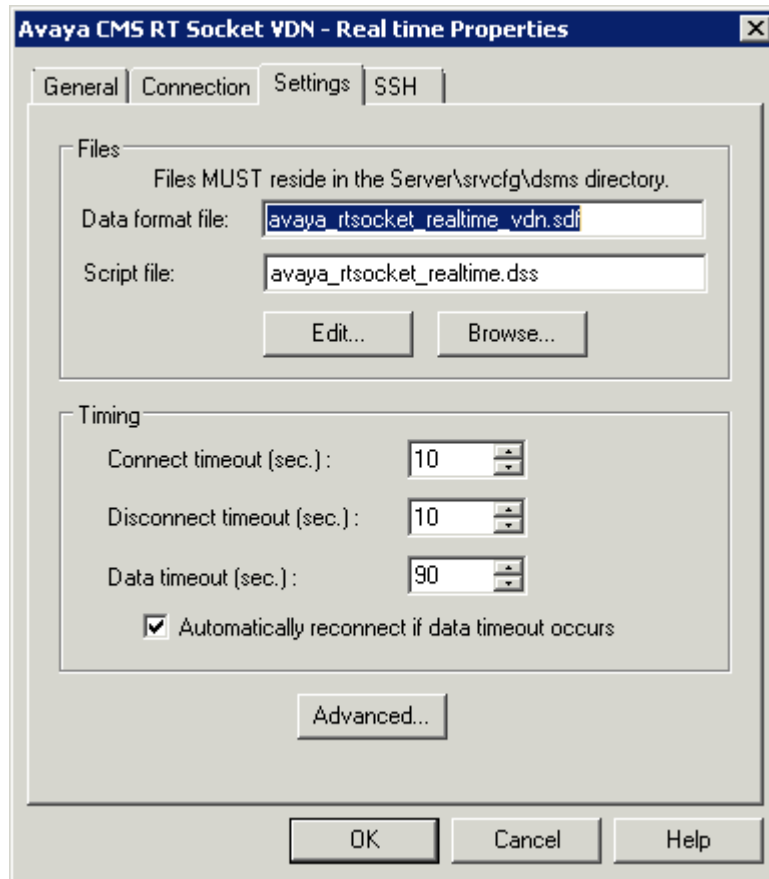 Avaya CMS RT Socket VDN - Real time Properties
General Connection Settings SSH
Files
Files MUST reside in the Server\srvcfg\dsms directory.
Data format file: avaya_rtsocket_realtime_vdn.sdf
Script file: avaya_rtsocket_realtime.dss
Edit... Browse...
Timing
Connect timeout (sec.) : 10
Disconnect timeout (sec.) : 10
Data timeout (sec.) : 90
Automatically reconnect if data timeout occurs
Advanced...
OK Cancel Help